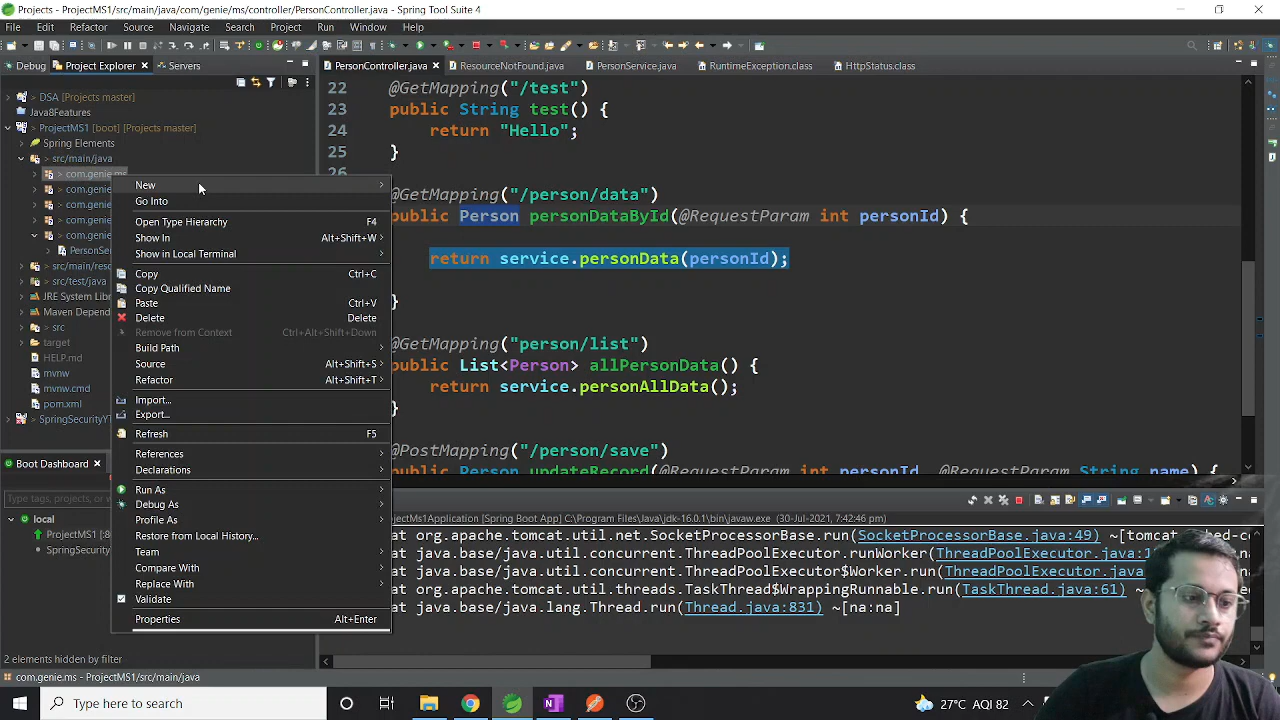 Projects - ProjectMS1/src/main/java/com/genie/ms/controller/PersonController.java - Spring Tool Suite 4
File Edit Refactor Source Navigate Search Project Run Window Help
Debug Project Explorer Servers
PersonController.java ResourceNotFound.java PersonService.java RuntimeException.class HttpStatus.class
DSA [Projects master]
Java8Features
ProjectMS1 [boot] [Projects master]
Spring Elements
src/main/java
com.genie.ms
com.genie
com.genie
com.genie
com.genie
PersonSer
src/main/res
src/test/java
JRE System Libr
Maven Depend
src
target
HELP.md
mvnw
mvnw.cmd
pom.xml
SpringSecurityYT
New
Go Into
Open Type Hierarchy F4
Show In Alt+Shift+W
Show in Local Terminal
Copy Ctrl+C
Copy Qualified Name
Paste Ctrl+V
Delete Delete
Remove from Context Ctrl+Alt+Shift+Down
Build Path
Source Alt+Shift+S
Refactor Alt+Shift+T
Import...
Export...
Refresh F5
References
Declarations
Run As
Debug As
Profile As
Restore from Local History...
Team
Compare With
Replace With
Validate
Properties Alt+Enter
22 @GetMapping("/test")
23 public String test() {
24 return "Hello";
25 }
26
@GetMapping("/person/data")
public Person personDataById(@RequestParam int personId) {
return service.personData(personId);
}
@GetMapping("person/list")
public List<Person> allPersonData() {
return service.personAllData();
}
@PostMapping("/person/save")
public Person updateRecord(@RequestParam int personId, @RequestParam String name) {
Boot Dashboard
Type tags, projects, or
local
ProjectMS1 [:8
SpringSecurity
ojectMs1Application [Spring Boot App] C:\Program Files\Java\jdk-16.0.1\bin\javaw.exe (30-Jul-2021, 7:42:46 pm)
at org.apache.tomcat.util.net.SocketProcessorBase.run(SocketProcessorBase.java:49) ~[tomcat-embed-co
at java.base/java.util.concurrent.ThreadPoolExecutor.runWorker(ThreadPoolExecutor.java:1
at java.base/java.util.concurrent.ThreadPoolExecutor$Worker.run(ThreadPoolExecutor.java
at org.apache.tomcat.util.threads.TaskThread$WrappingRunnable.run(TaskThread.java:61) ~
at java.base/java.lang.Thread.run(Thread.java:831) ~[na:na]
2 elements hidden by filter
com.genie.ms - ProjectMS1/src/main/java
Type here to search
27°C AQI 82